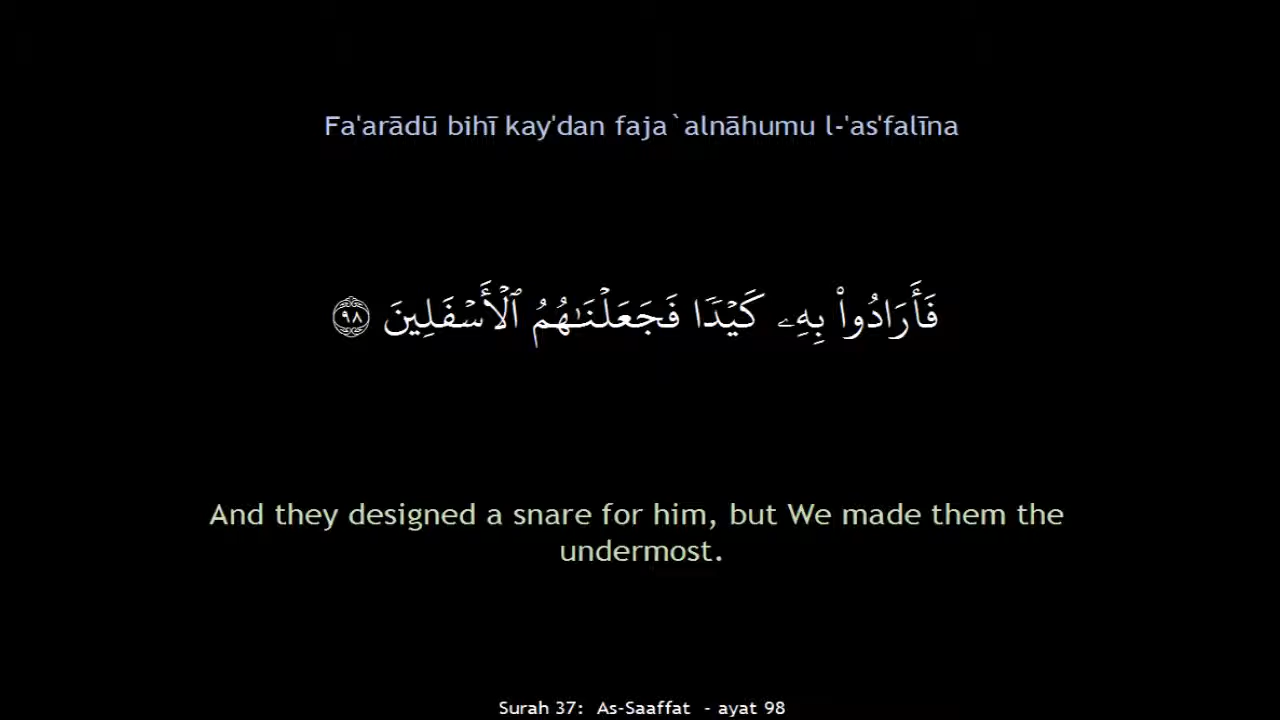 Fa'arādū bihī kay'dan faja`alnāhumu l-'as'falīna
فَأَرَادُوا۟ بِهِۦ كَيْدًا فَجَعَلْنَٰهُمُ ٱلْأَسْفَلِينَ ٩٨
And they designed a snare for him, but We made them the
undermost.
Surah 37: As-Saaffat - ayat 98